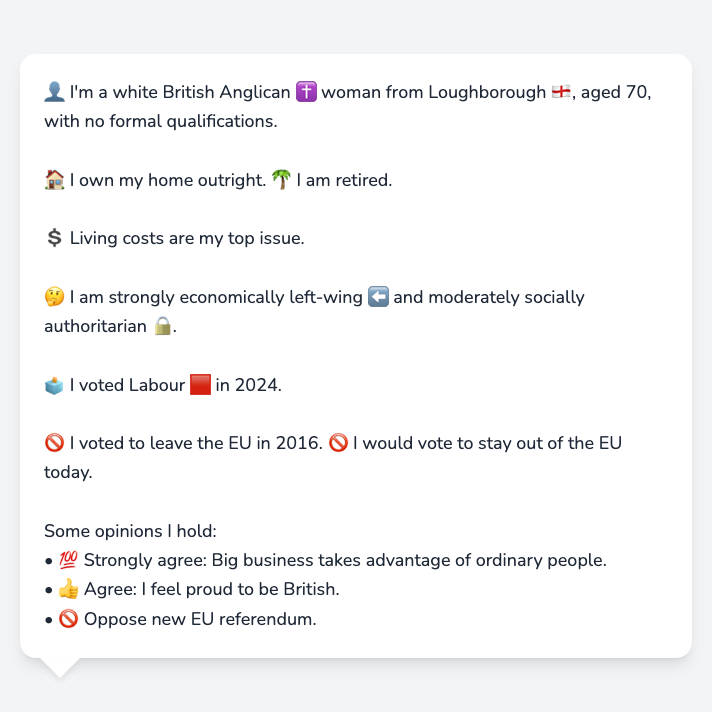 👤 I'm a white British Anglican ✝️ woman from Loughborough 🏴󠁧󠁢󠁥󠁮󠁧󠁿, aged 70,
with no formal qualifications.
🏠 I own my home outright. 🌴 I am retired.
💲 Living costs are my top issue.
🤔 I am strongly economically left-wing ⬅️ and moderately socially
authoritarian 🔒.
🗳️ I voted Labour 🟥 in 2024.
🚫 I voted to leave the EU in 2016. 🚫 I would vote to stay out of the EU
today.
Some opinions I hold:
• 💯 Strongly agree: Big business takes advantage of ordinary people.
• 👍 Agree: I feel proud to be British.
• 🚫 Oppose new EU referendum.